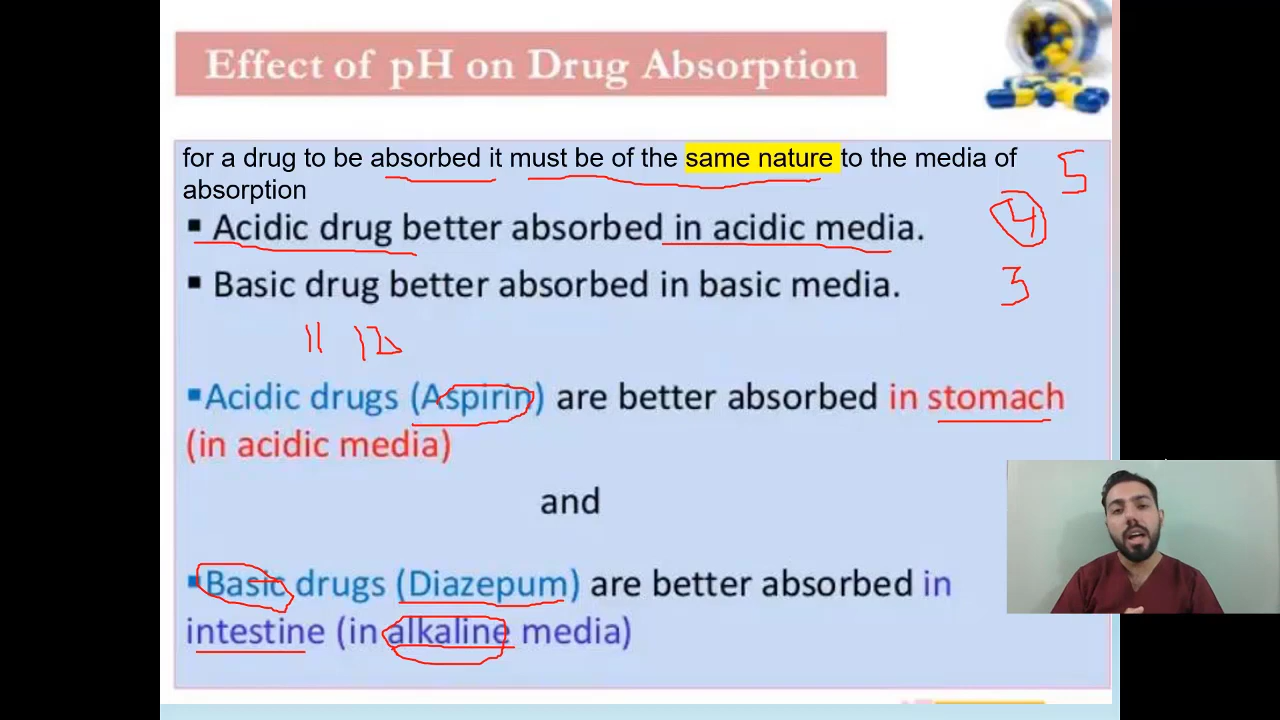 Effect of pH on Drug Absorption
for a drug to be absorbed it must be of the same nature to the media of
absorption
5
▪ Acidic drug better absorbed in acidic media.
4
▪ Basic drug better absorbed in basic media.
3
11 12
▪Acidic drugs (Aspirin) are better absorbed in stomach
(in acidic media)
and
▪Basic drugs (Diazepum) are better absorbed in
intestine (in alkaline media)